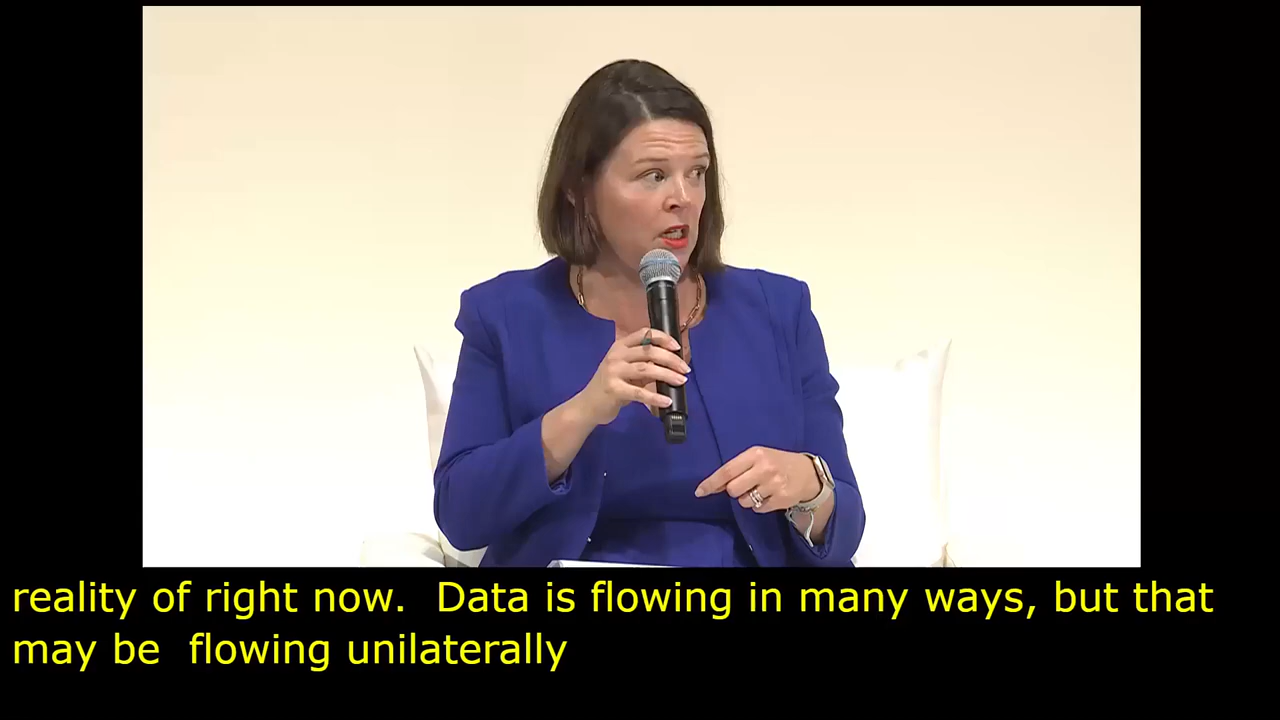 reality of right now.  Data is flowing in many ways, but that
may be  flowing unilaterally